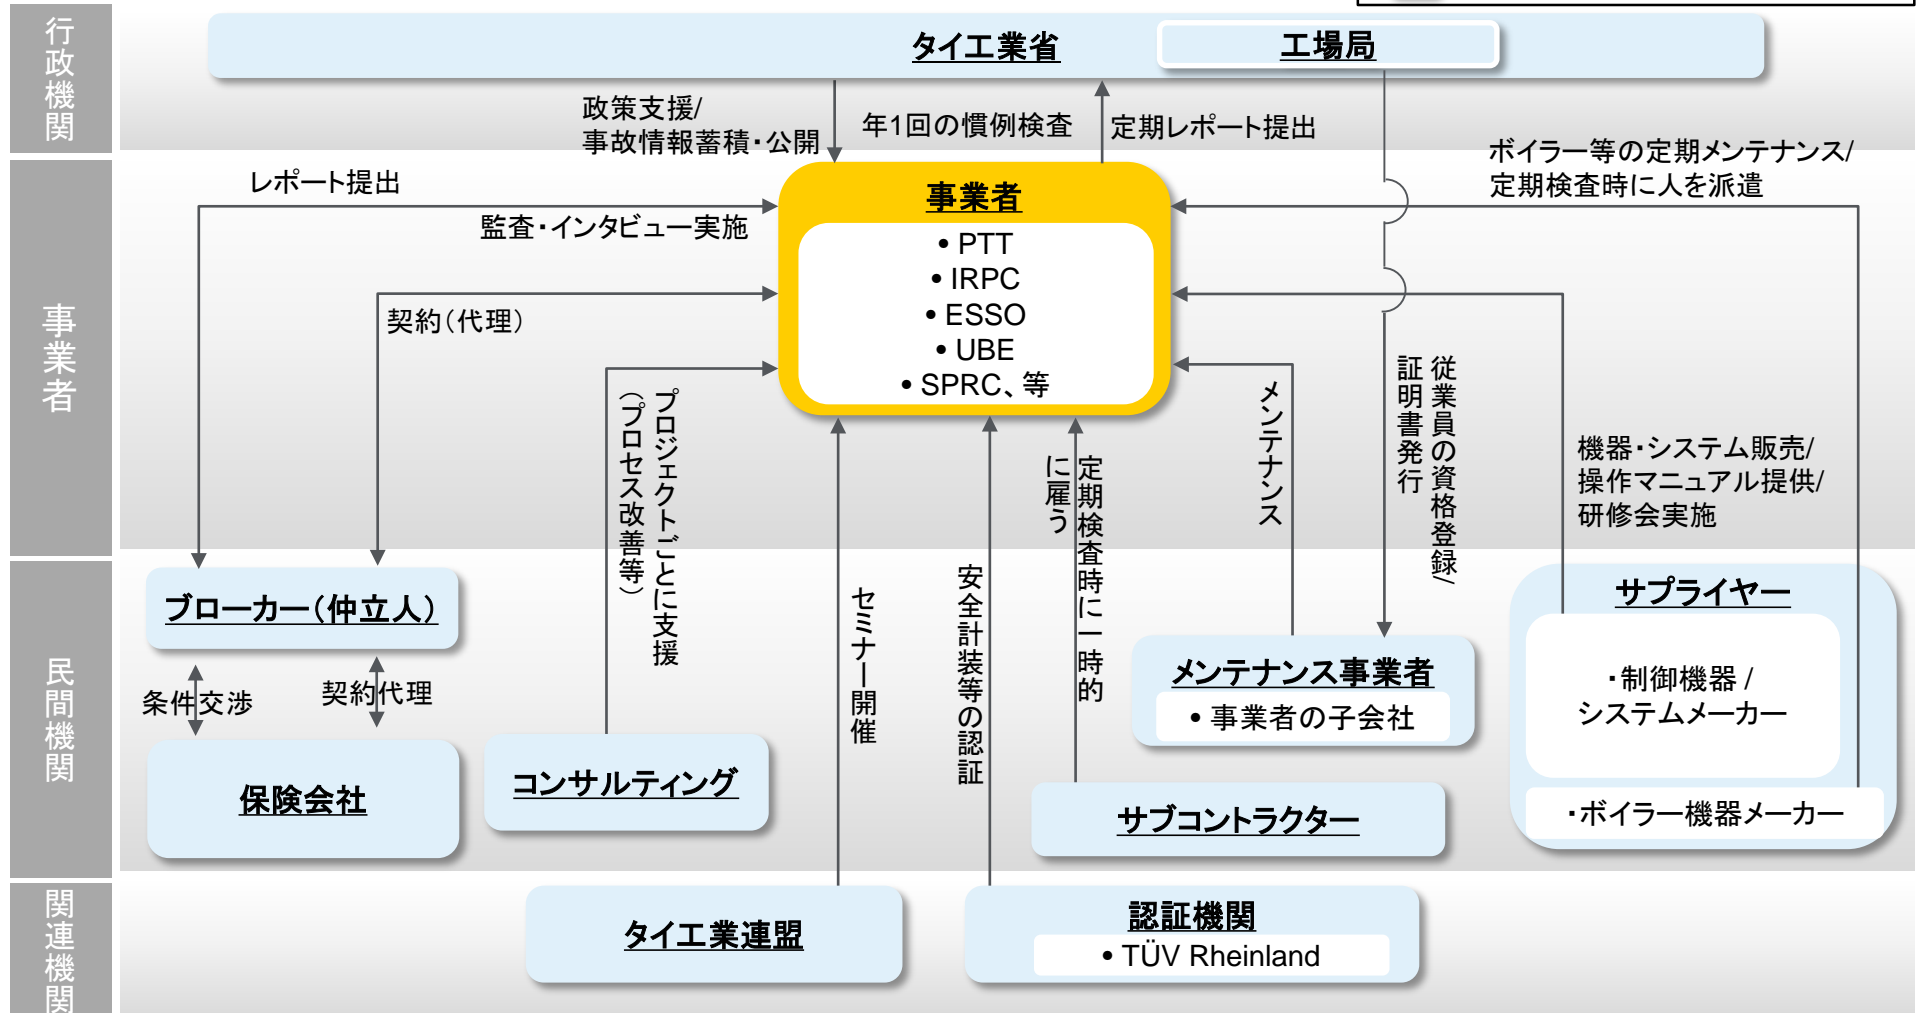 行政機関
タイ工業省
工場局
政策支援/
事故情報蓄積・公開
年1回の慣例検査
定期レポート提出
ボイラー等の定期メンテナンス/
定期検査時に人を派遣
事業者
レポート提出
監査・インタビュー実施
契約（代理）
事業者
• PTT
• IRPC
• ESSO
• UBE
• SPRC、等
プロジェクトごとに支援
（プロセス改善等）
セミナー開催
安全計装等の認証
定期検査時に一時的
に雇う
メンテナンス
従業員の資格登録/
証明書発行
機器・システム販売/
操作マニュアル提供/
研修会実施
民間機関
ブローカー（仲立人）
条件交渉
契約代理
保険会社
コンサルティング
サブコントラクター
メンテナンス事業者
• 事業者の子会社
サプライヤー
・制御機器 /
システムメーカー
・ボイラー機器メーカー
関連機関
タイ工業連盟
認証機関
• TÜV Rheinland